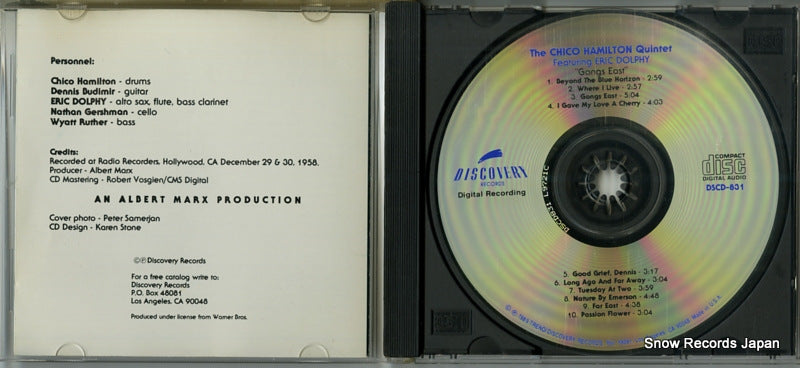 Personnel:
Chico Hamilton - drums
Dennis Budimir - guitar
ERIC DOLPHY - alto sax, flute, bass clarinet
Nathan Gershman - cello
Wyatt Ruther - bass
Credits:
Recorded at Radio Recorders, Hollywood, CA December 29 & 30, 1958.
Producer - Albert Marx
CD Mastering - Robert Vosgien/CMS Digital
AN ALBERT MARX PRODUCTION
Cover photo - Peter Samerjan
CD Design - Karen Stone
©℗ Discovery Records
For a free catalog write to:
Discovery Records
P.O. Box 48081
Los Angeles, CA 90048
Produced under license from Warner Bros.
The CHICO HAMILTON Quintet
Featuring ERIC DOLPHY
"Gongs East"
1. Beyond The Blue Horizon - 2:59
2. Where I Live - 2:57
3. Gongs East - 5:04
4. I Gave My Love A Cherry - 4:03
DISCOVERY
RECORDS
Digital Recording
COMPACT
disc
DIGITAL AUDIO
DSCD-831
5. Good Grief, Dennis - 3:17
6. Long Ago And Far Away - 3:04
7. Tuesday At Two - 3:59
8. Nature By Emerson - 4:48
9. Far East - 4:38
10. Passion Flower - 3:04
Snow Records Japan